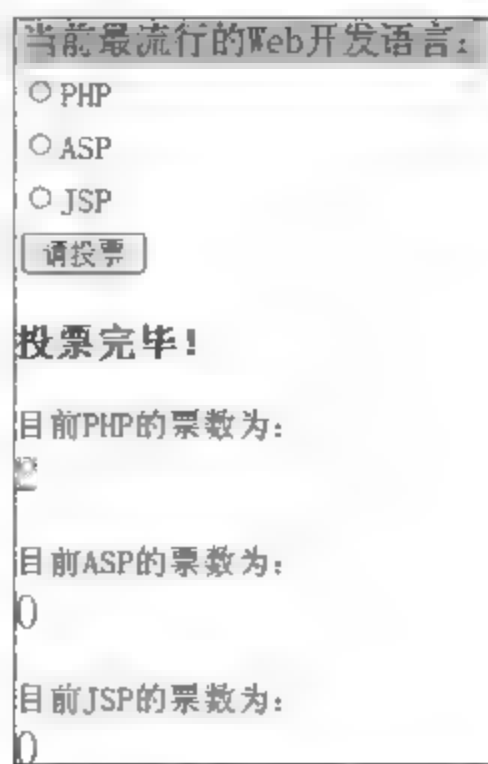 当前最流行的Web开发语言：
PHP
ASP
JSP
请投票
投票完毕！
目前PHP的票数为：
目前ASP的票数为：
0
目前JSP的票数为：
0